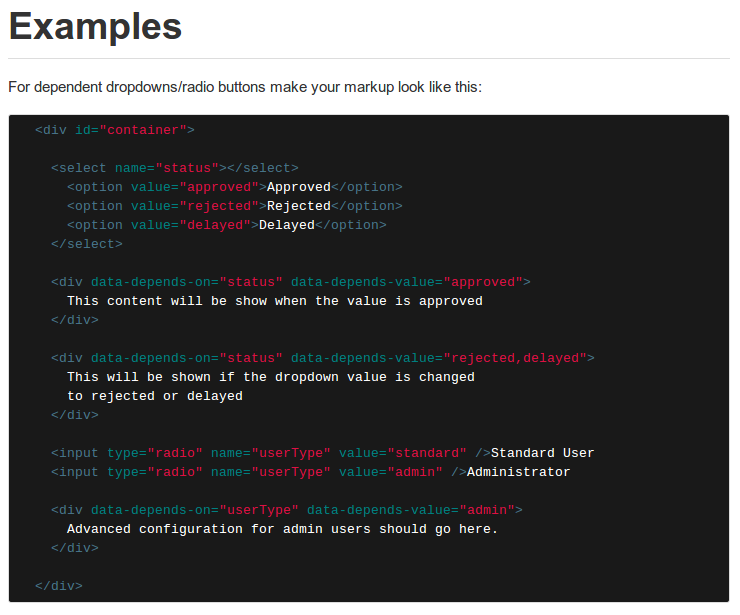 Examples
For dependent dropdowns/radio buttons make your markup look like this:
<div id="container">
<select name="status"></select>
<option value="approved">Approved</option>
<option value="rejected">Rejected</option>
<option value="delayed">Delayed</option>
</select>
<div data-depends-on="status" data-depends-value="approved">
This content will be show when the value is approved
</div>
<div data-depends-on="status" data-depends-value="rejected,delayed">
This will be shown if the dropdown value is changed
to rejected or delayed
</div>
<input type="radio" name="userType" value="standard" />Standard User
<input type="radio" name="userType" value="admin" />Administrator
<div data-depends-on="userType" data-depends-value="admin">
Advanced configuration for admin users should go here.
</div>
</div>